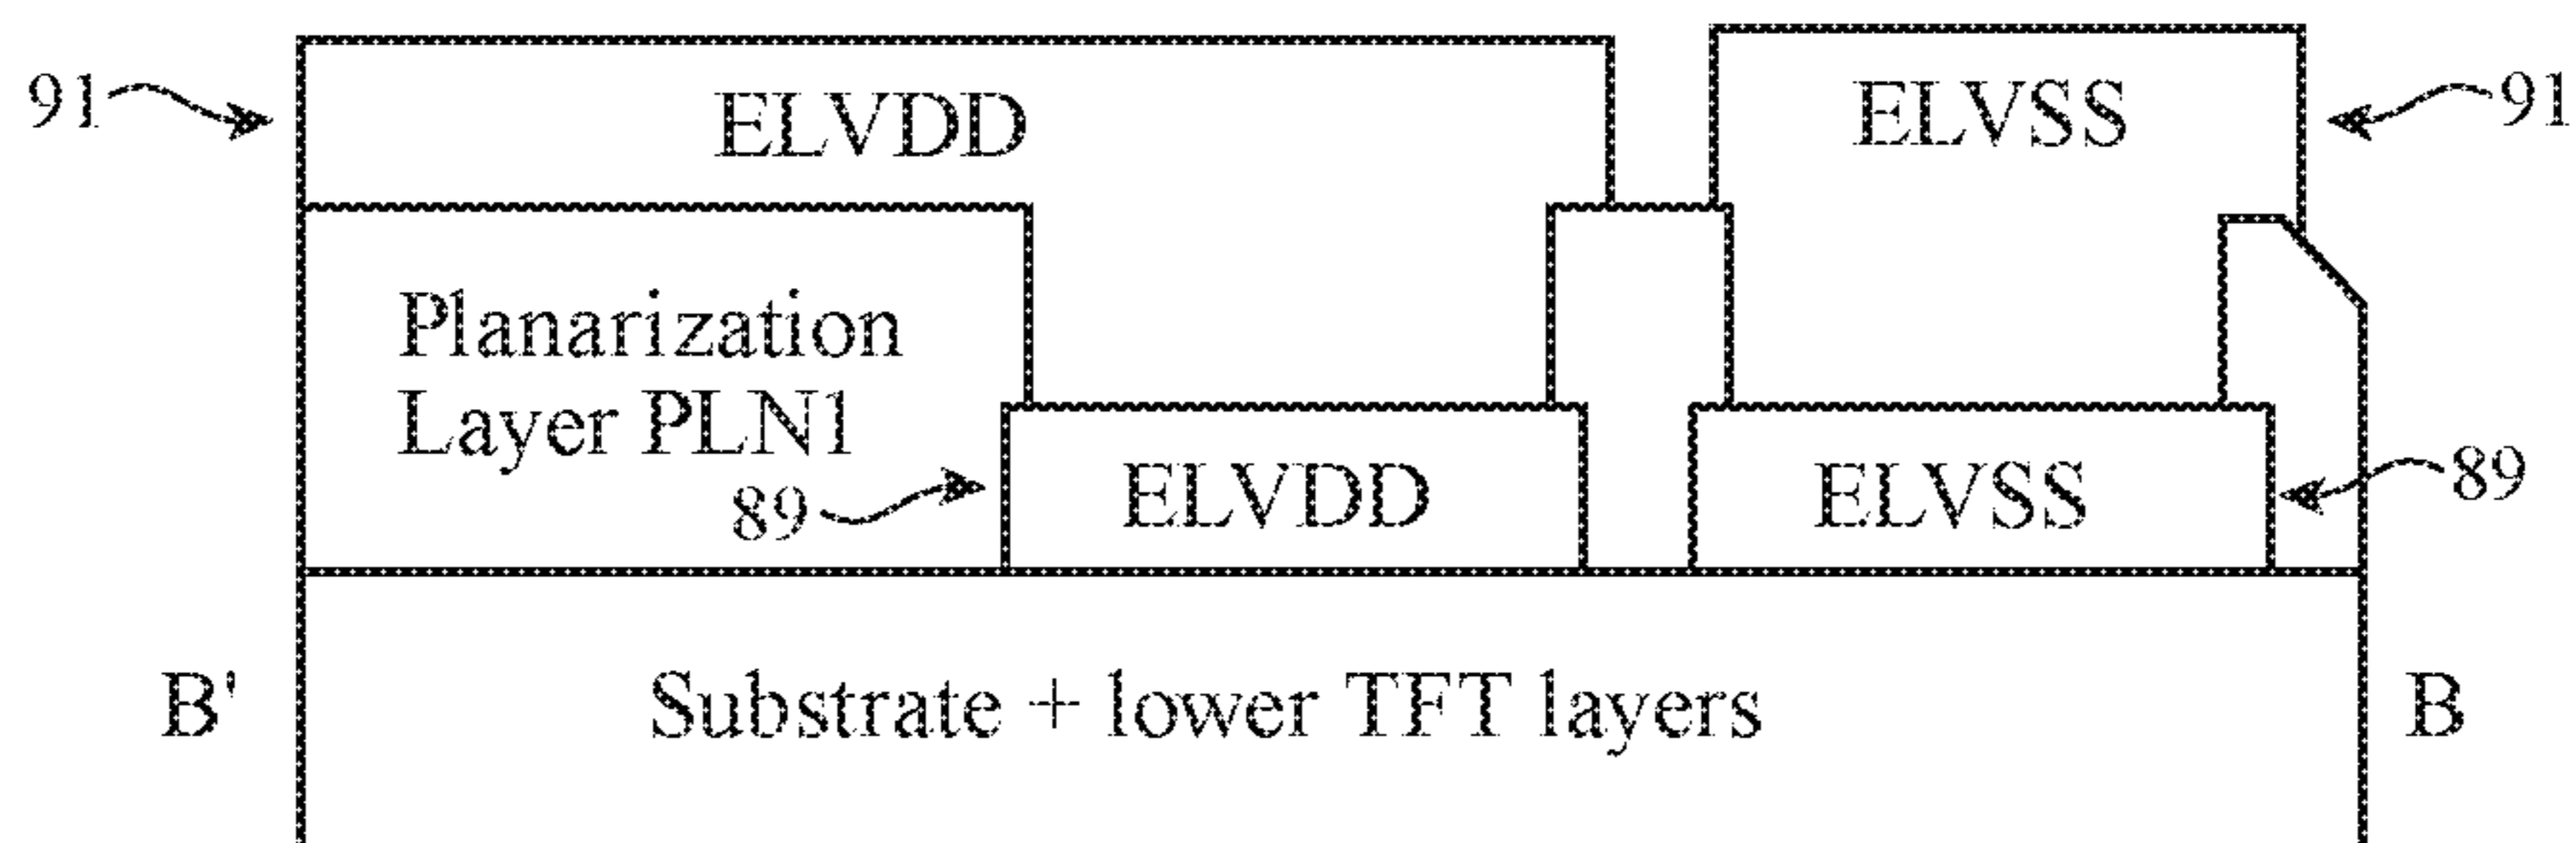 91
ELVDD
ELVSS
91
Planarization
Layer PLN1
89
ELVDD
ELVSS
89
B'
Substrate + lower TFT layers
B